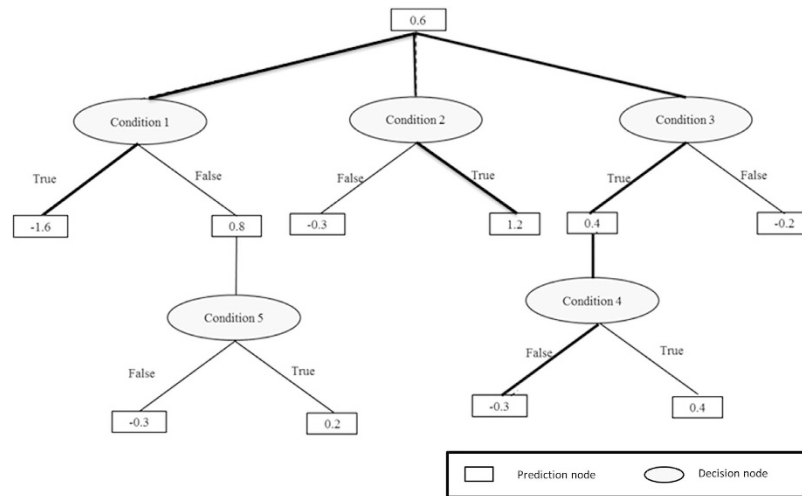 0.6
Condition 1
Condition 2
Condition 3
True
False
False
True
True
False
-1.6
0.8
-0.3
1.2
0.4
-0.2
Condition 5
Condition 4
False
True
False
True
-0.3
0.2
-0.3
0.4
Prediction node
Decision node